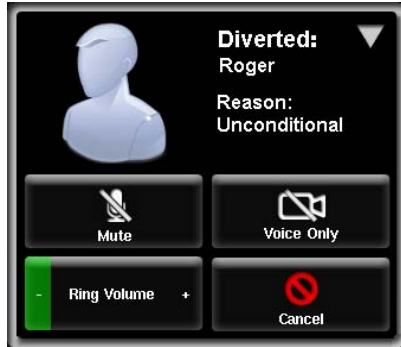 Diverted:
Roger
Reason:
Unconditional
Mute
Voice Only
- Ring Volume +
Cancel